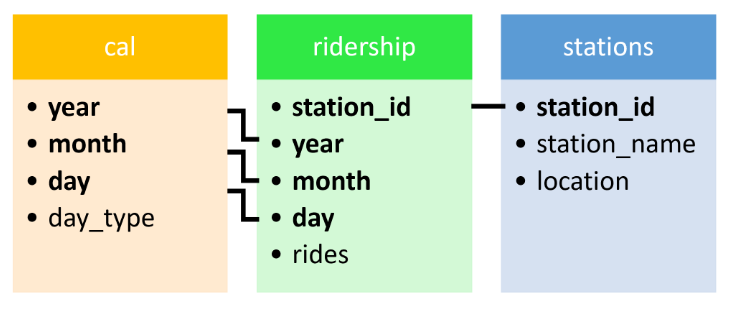 cal
• year
• month
• day
• day_type
ridership
• station_id
• year
• month
• day
• rides
stations
• station_id
• station_name
• location